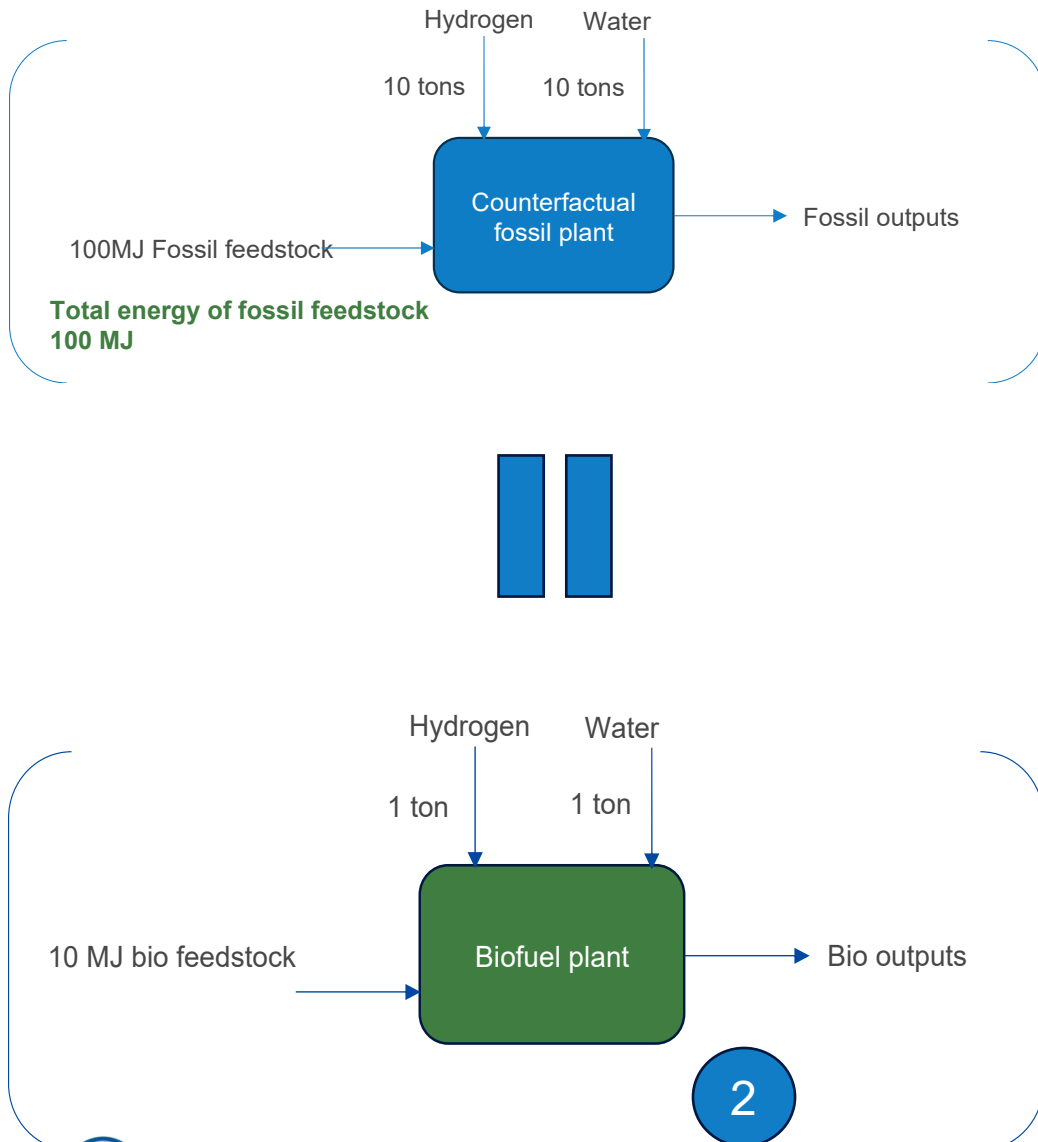 Hydrogen Water
10 tons 10 tons
Counterfactual
fossil plant
Fossil outputs
100MJ Fossil feedstock
Total energy of fossil feedstock
100 MJ
Hydrogen Water
1 ton 1 ton
10 MJ bio feedstock
Biofuel plant
Bio outputs
2